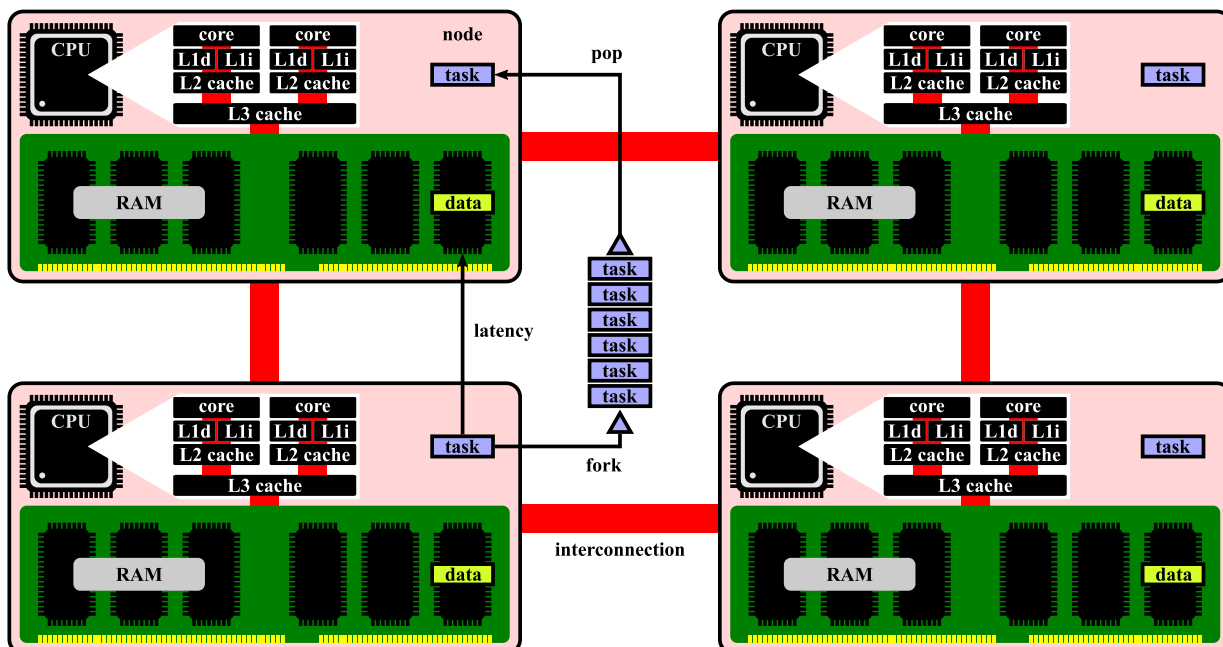 CPU
core core
L1d L1i L1d L1i
L2 cache L2 cache
L3 cache
node
task
RAM
data
pop
CPU
core core
L1d L1i L1d L1i
L2 cache L2 cache
L3 cache
task
RAM
data
latency
task
task
task
task
task
task
fork
CPU
core core
L1d L1i L1d L1i
L2 cache L2 cache
L3 cache
task
RAM
data
interconnection
CPU
core core
L1d L1i L1d L1i
L2 cache L2 cache
L3 cache
task
RAM
data